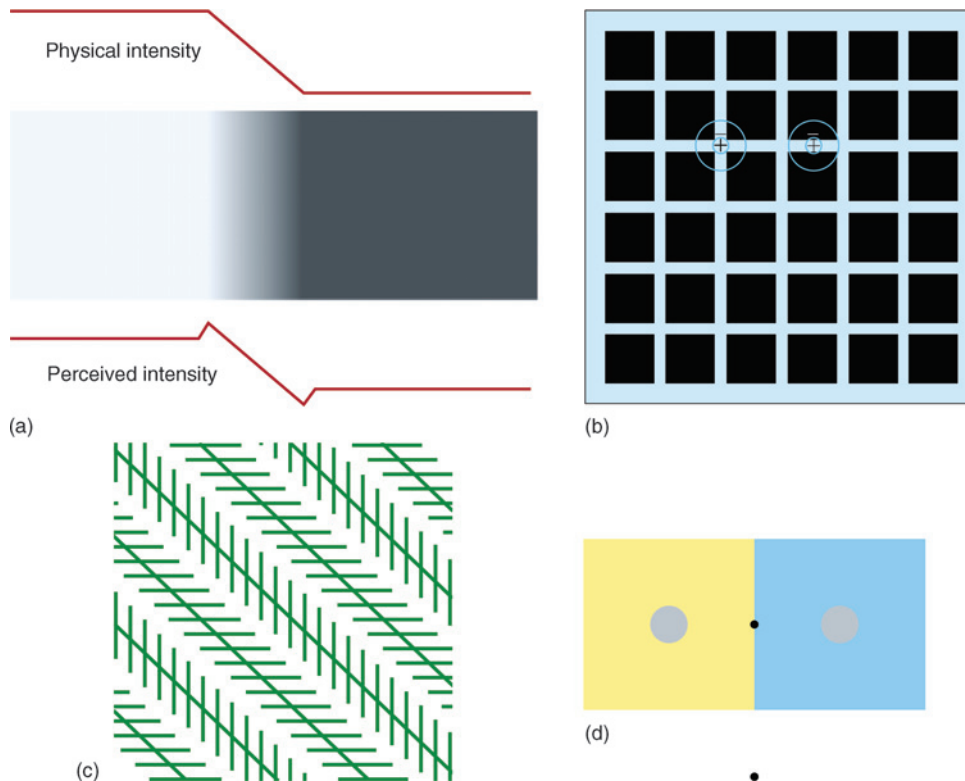 Physical intensity
Perceived intensity
(a)
(b)
(c)
(d)